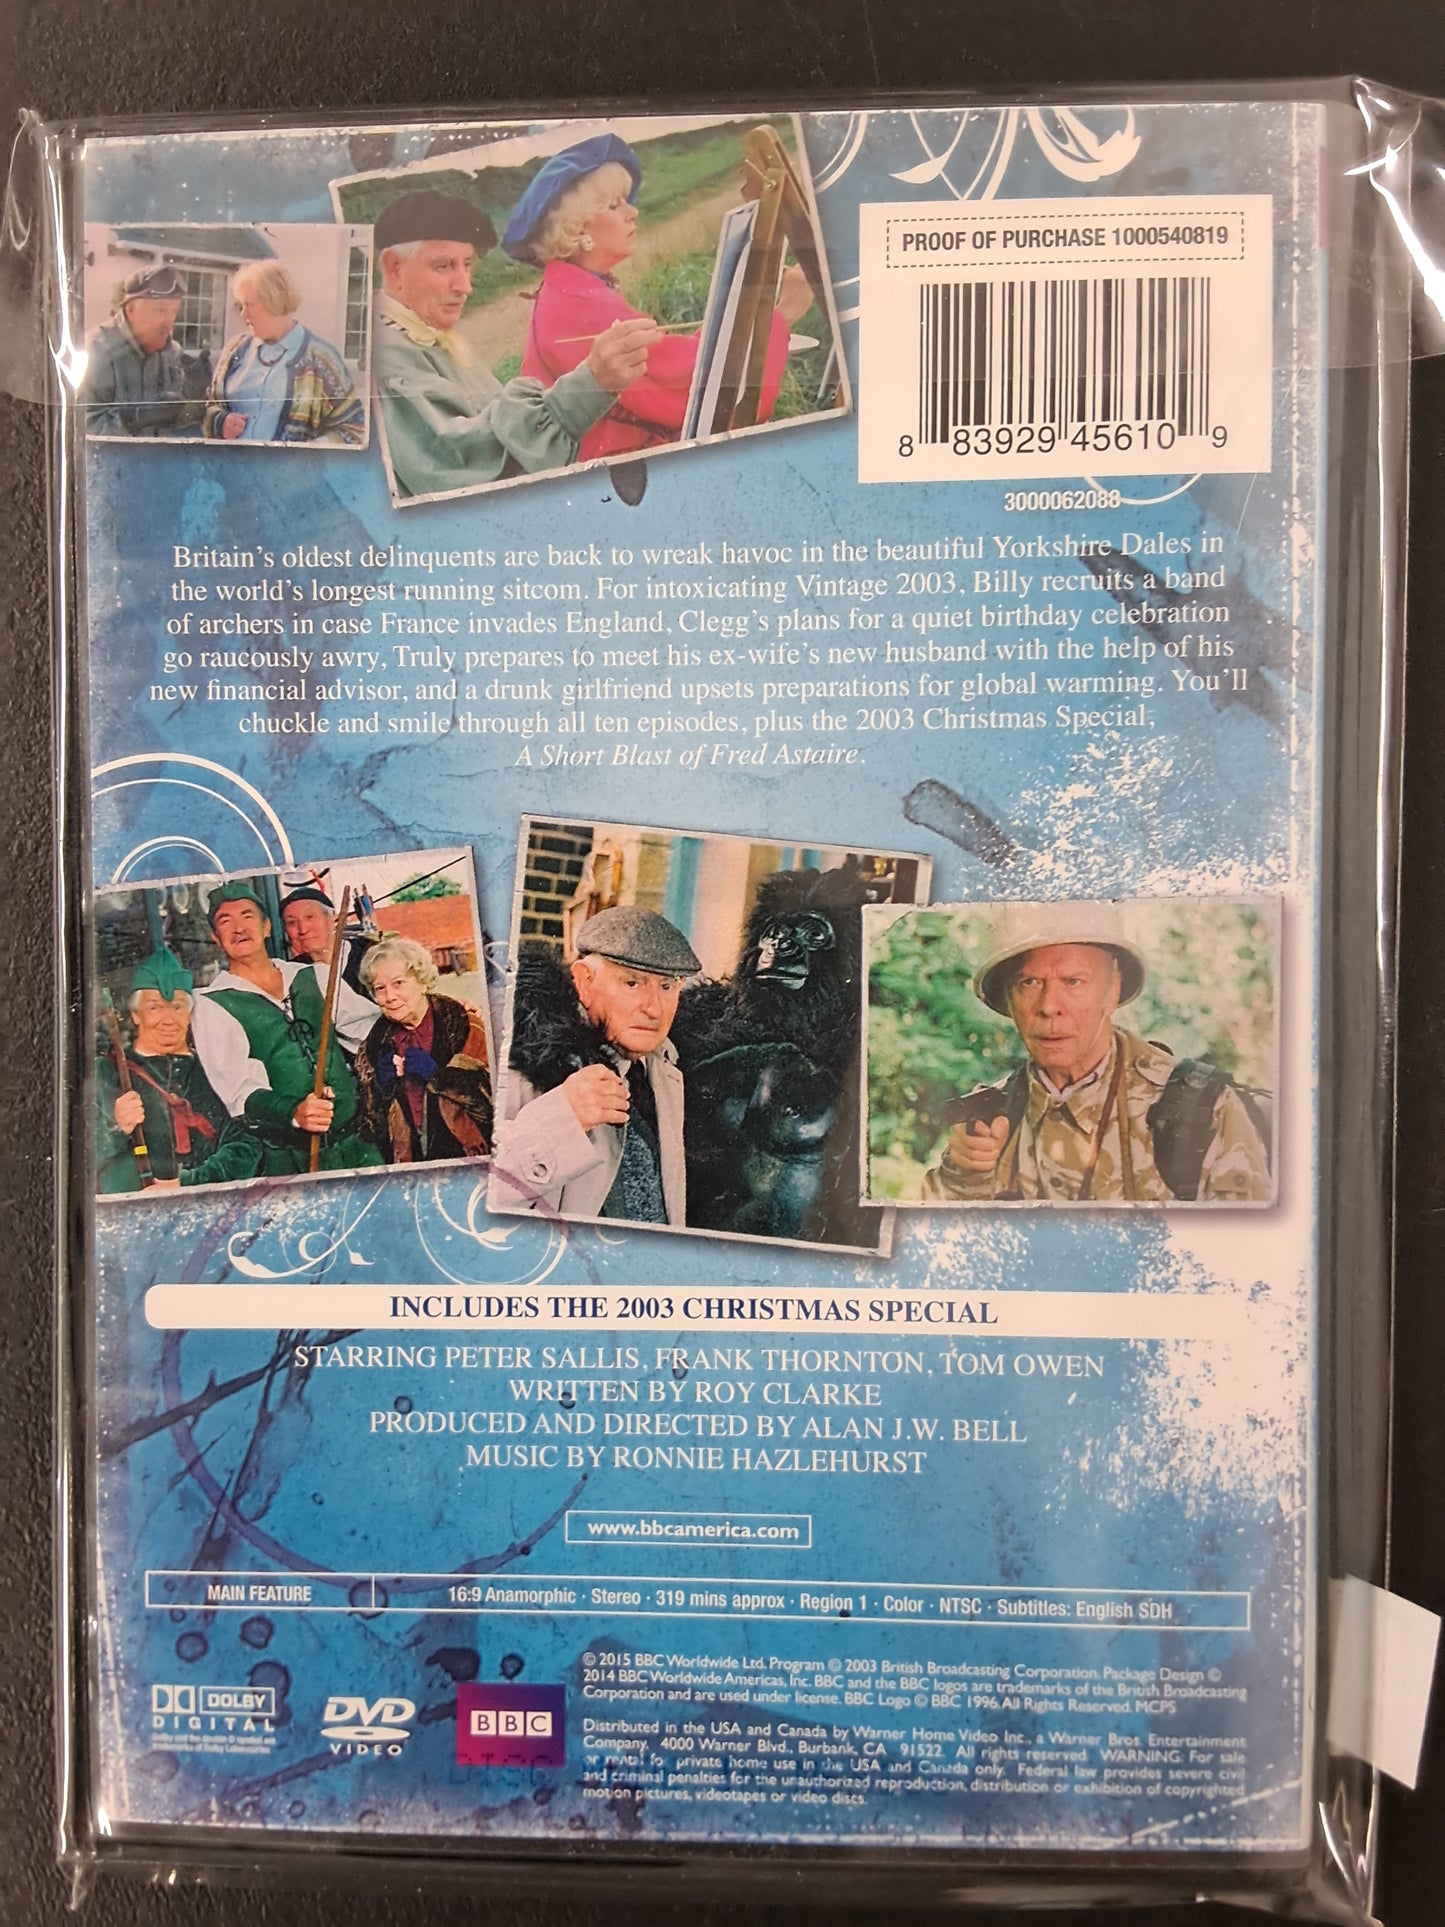 PROOF OF PURCHASE 1000540819
8 83929 45610 9
3000062088
Britain's oldest delinquents are back to wreak havoc in the beautiful Yorkshire Dales in
the world's longest running sitcom. For intoxicating Vintage 2003, Billy recruits a band
of archers in case France invades England, Clegg's plans for a quiet birthday celebration
go raucously awry, Truly prepares to meet his ex-wife's new husband with the help of his
new financial advisor, and a drunk girlfriend upsets preparations for global warming. You'll
chuckle and smile through all ten episodes, plus the 2003 Christmas Special,
A Short Blast of Fred Astaire.
INCLUDES THE 2003 CHRISTMAS SPECIAL
STARRING PETER SALLIS, FRANK THORNTON, TOM OWEN
WRITTEN BY ROY CLARKE
PRODUCED AND DIRECTED BY ALAN J.W. BELL
MUSIC BY RONNIE HAZLEHURST
www.bbcamerica.com
MAIN FEATURE 16:9 Anamorphic · Stereo · 319 mins approx · Region 1 · Color · NTSC · Subtitles: English SDH
DOLBY
DIGITAL
Dolby and the double-D symbol are
trademarks of Dolby Laboratories
DVD
VIDEO
BBC
© 2015 BBC Worldwide Ltd. Program © 2003 British Broadcasting Corporation. Package Design ©
2014 BBC Worldwide Americas, Inc. BBC and the BBC logos are trademarks of the British Broadcasting
Corporation and are used under license. BBC Logo © BBC 1996. All Rights Reserved. MCPS
Distributed in the USA and Canada by Warner Home Video Inc., a Warner Bros. Entertainment
Company. 4000 Warner Blvd., Burbank, CA 91522. All rights reserved. WARNING: For sale
or rental for private home use in the USA and Canada only. Federal law provides severe civil
and criminal penalties for the unauthorized reproduction, distribution or exhibition of copyrighted
motion pictures, videotapes or video discs.